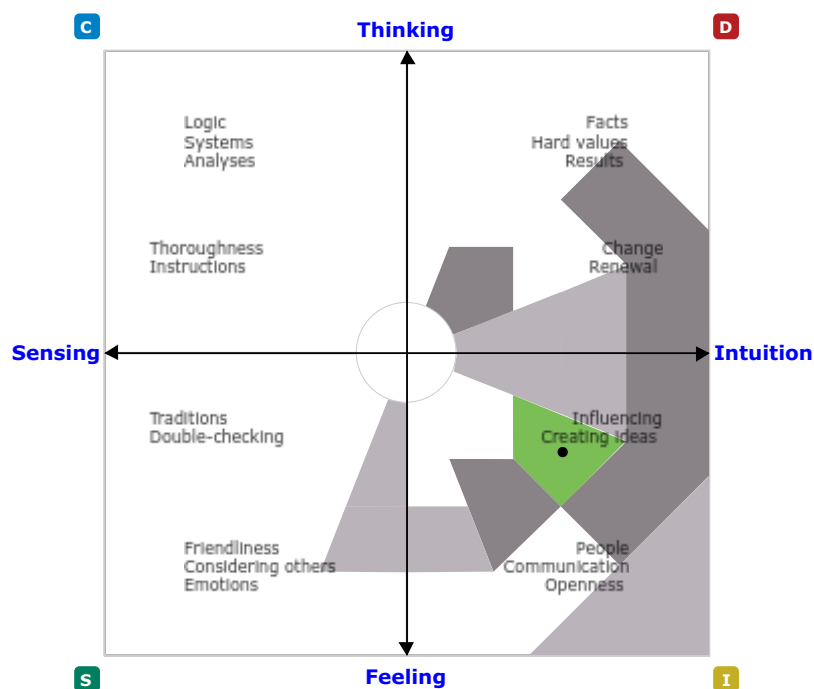 C
Thinking
D
Logic
Systems
Analyses
Facts
Hard values
Results
Thoroughness
Instructions
Change
Renewal
Sensing
Intuition
Traditions
Double-checking
Influencing
Creating ideas
Friendliness
Considering others
Emotions
People
Communication
Openness
S
Feeling
I